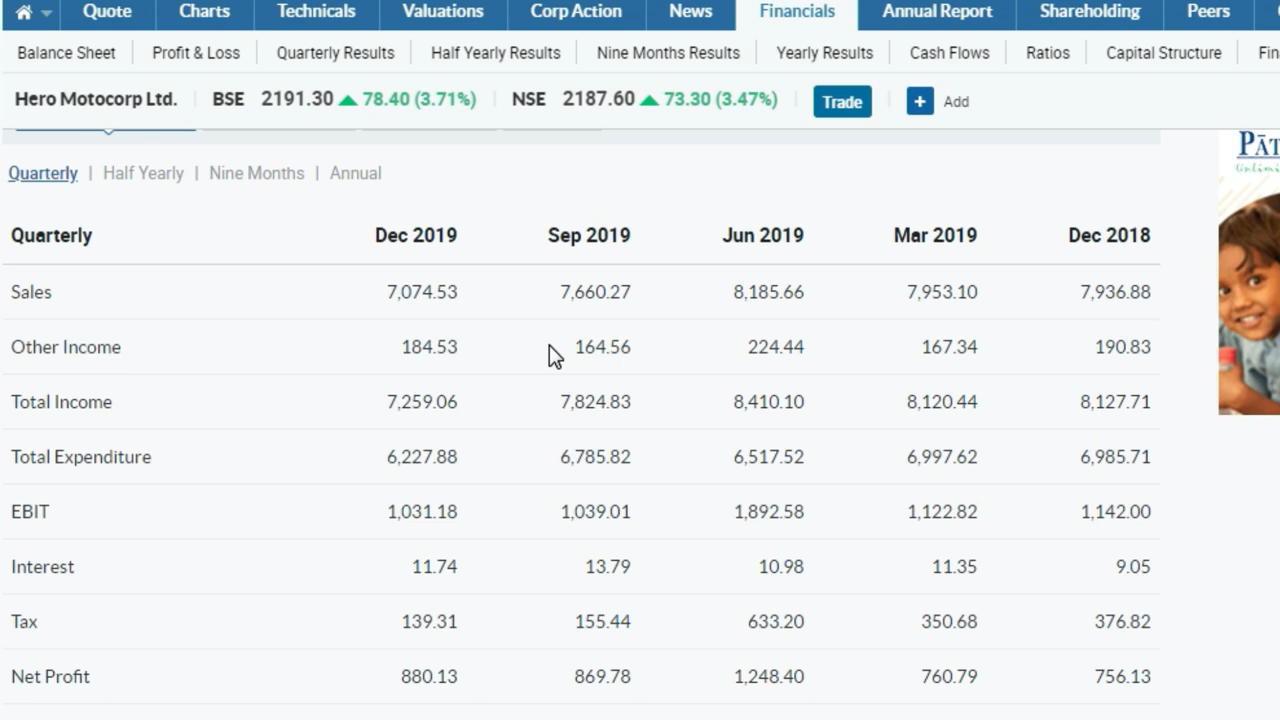 Quote Charts Technicals Valuations Corp Action News Financials Annual Report Shareholding Peers
Balance Sheet Profit & Loss Quarterly Results Half Yearly Results Nine Months Results Yearly Results Cash Flows Ratios Capital Structure
Hero Motocorp Ltd. BSE 2191.30 78.40 (3.71%) NSE 2187.60 73.30 (3.47%) Trade + Add
Quarterly | Half Yearly | Nine Months | Annual
Quarterly Dec 2019 Sep 2019 Jun 2019 Mar 2019 Dec 2018
Sales 7,074.53 7,660.27 8,185.66 7,953.10 7,936.88
Other Income 184.53 164.56 224.44 167.34 190.83
Total Income 7,259.06 7,824.83 8,410.10 8,120.44 8,127.71
Total Expenditure 6,227.88 6,785.82 6,517.52 6,997.62 6,985.71
EBIT 1,031.18 1,039.01 1,892.58 1,122.82 1,142.00
Interest 11.74 13.79 10.98 11.35 9.05
Tax 139.31 155.44 633.20 350.68 376.82
Net Profit 880.13 869.78 1,248.40 760.79 756.13